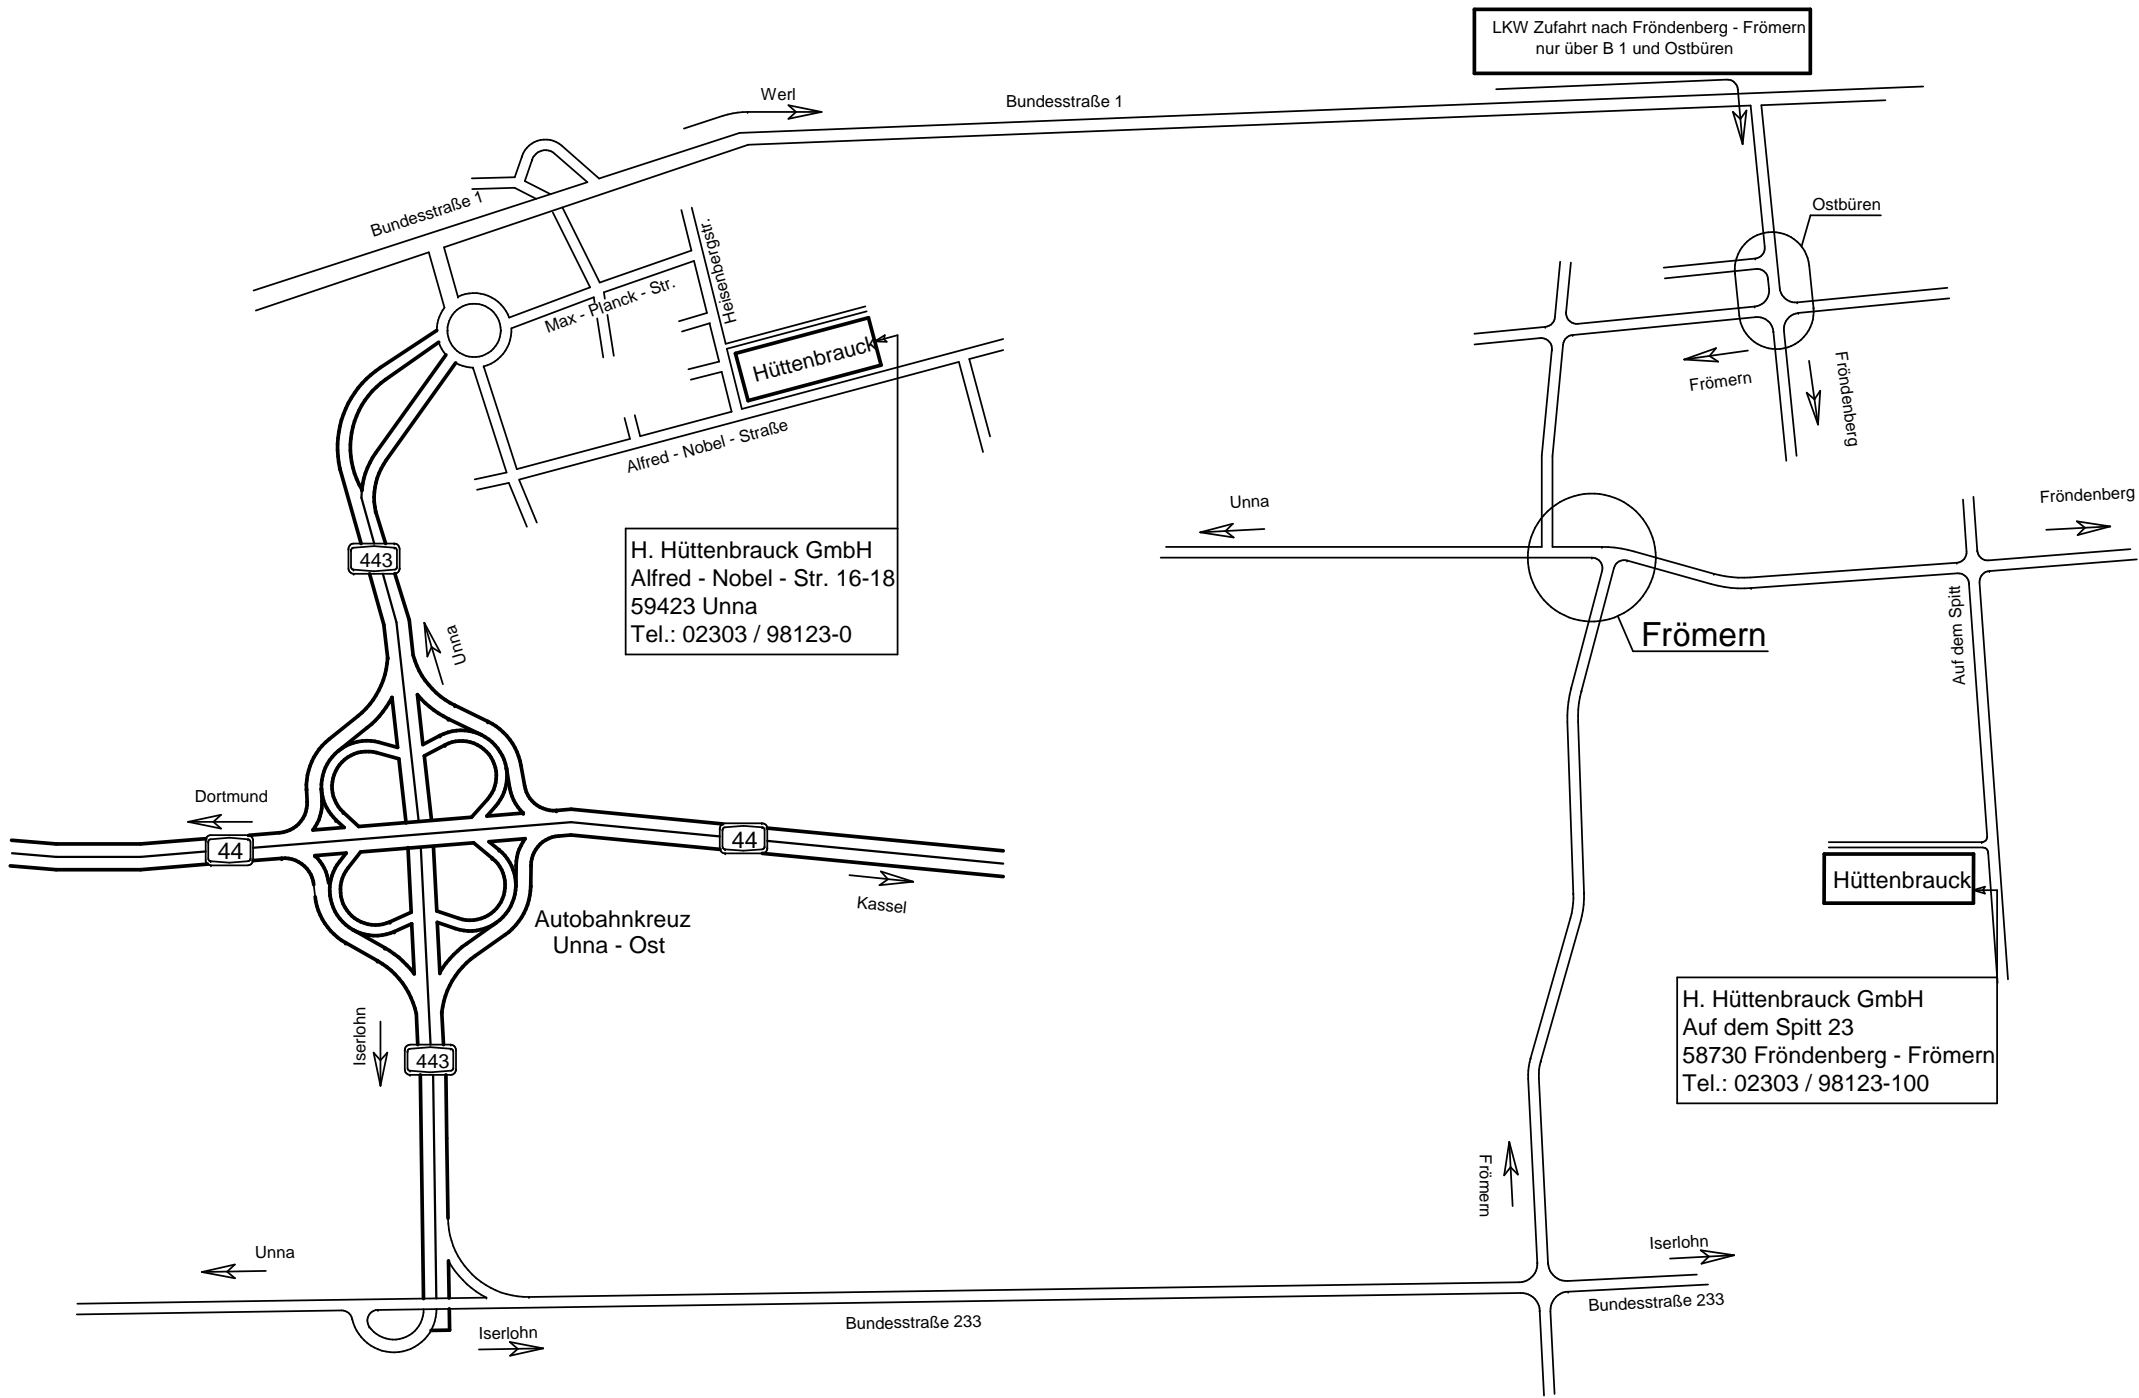 LKW Zufahrt nach Fröndenberg - Frömern
nur über B 1 und Ostbüren
Werl
Bundesstraße 1
Bundesstraße 1
Ostbüren
Heisenbergstr.
Max - Planck - Str.
Hüttenbrauck
Frömern
Fröndenberg
Alfred - Nobel - Straße
Unna
Fröndenberg
H. Hüttenbrauck GmbH
Alfred - Nobel - Str. 16-18
59423 Unna
Tel.: 02303 / 98123-0
443
Unna
Frömern
Auf dem Spitt
Dortmund
44
44
Kassel
Hüttenbrauck
Autobahnkreuz
Unna - Ost
H. Hüttenbrauck GmbH
Auf dem Spitt 23
58730 Fröndenberg - Frömern
Tel.: 02303 / 98123-100
Iserlohn
443
Frömern
Unna
Iserlohn
Bundesstraße 233
Bundesstraße 233
Iserlohn